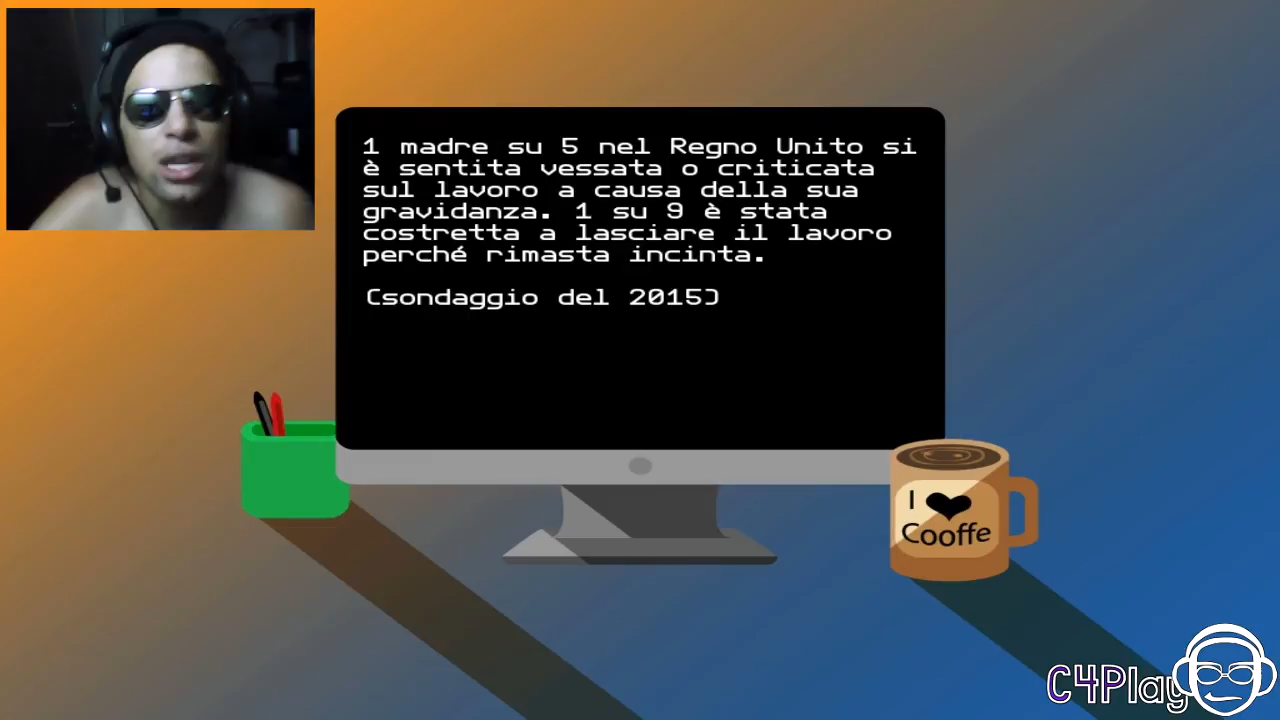 1 madre su 5 nel Regno Unito si
è sentita vessata o criticata
sul lavoro a causa della sua
gravidanza. 1 su 9 è stata
costretta a lasciare il lavoro
perché rimasta incinta.
(sondaggio del 2015)
I
Cooffe
C4Play